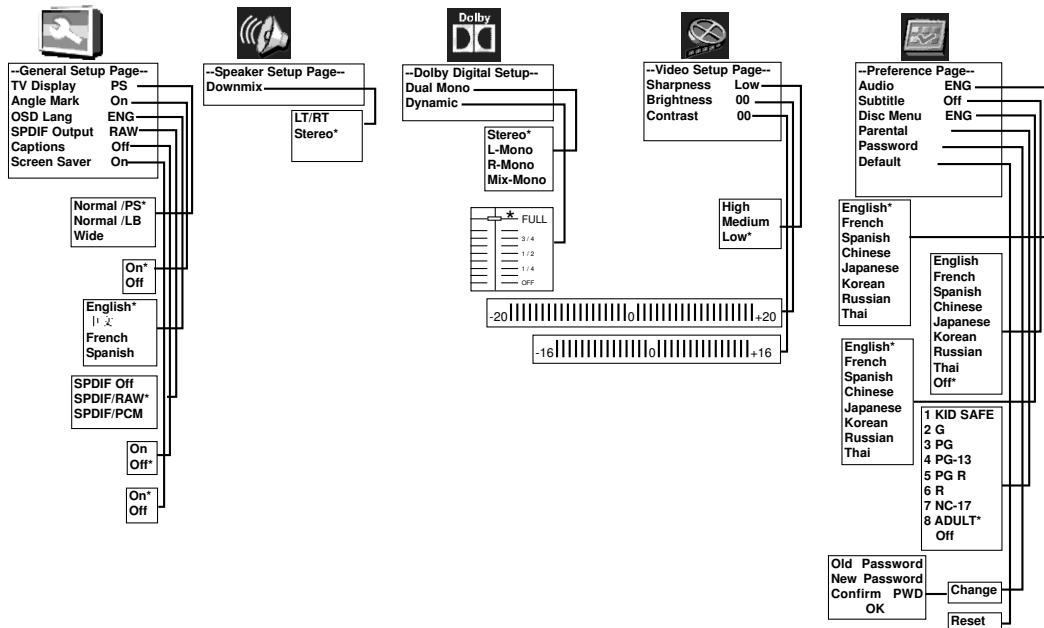 Dolby
--General Setup Page--
TV Display PS
Angle Mark On
OSD Lang ENG
SPDIF Output RAW
Captions Off
Screen Saver On
Normal /PS*
Normal /LB
Wide
On*
Off
English*
French
Spanish
SPDIF Off
SPDIF/RAW*
SPDIF/PCM
On
Off*
On*
Off
--Speaker Setup Page--
Downmix
LT/RT
Stereo*
--Dolby Digital Setup--
Dual Mono
Dynamic
Stereo*
L-Mono
R-Mono
Mix-Mono
* FULL
3 / 4
1 / 2
1 / 4
OFF
--Video Setup Page--
Sharpness Low
Brightness 00
Contrast 00
High
Medium
Low*
-20 0 +20
-16 0 +16
--Preference Page--
Audio ENG
Subtitle Off
Disc Menu ENG
Parental
Password
Default
English*
French
Spanish
Chinese
Japanese
Korean
Russian
Thai
English
French
Spanish
Chinese
Japanese
Korean
Russian
Thai
Off*
English*
French
Spanish
Chinese
Japanese
Korean
Russian
Thai
1 KID SAFE
2 G
3 PG
4 PG-13
5 PG R
6 R
7 NC-17
8 ADULT*
Off
Old Password
New Password
Confirm PWD
OK
Change
Reset